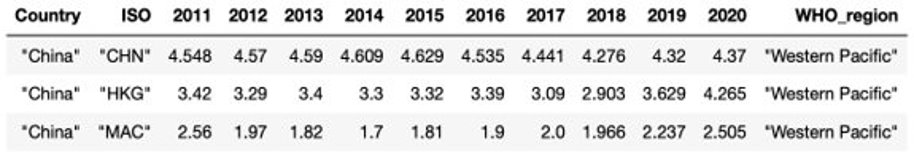 Country ISO 2011 2012 2013 2014 2015 2016 2017 2018 2019 2020 WHO_region
"China" "CHN" 4.548 4.57 4.59 4.609 4.629 4.535 4.441 4.276 4.32 4.37 "Western Pacific"
"China" "HKG" 3.42 3.29 3.4 3.3 3.32 3.39 3.09 2.903 3.629 4.265 "Western Pacific"
"China" "MAC" 2.56 1.97 1.82 1.7 1.81 1.9 2.0 1.966 2.237 2.505 "Western Pacific"